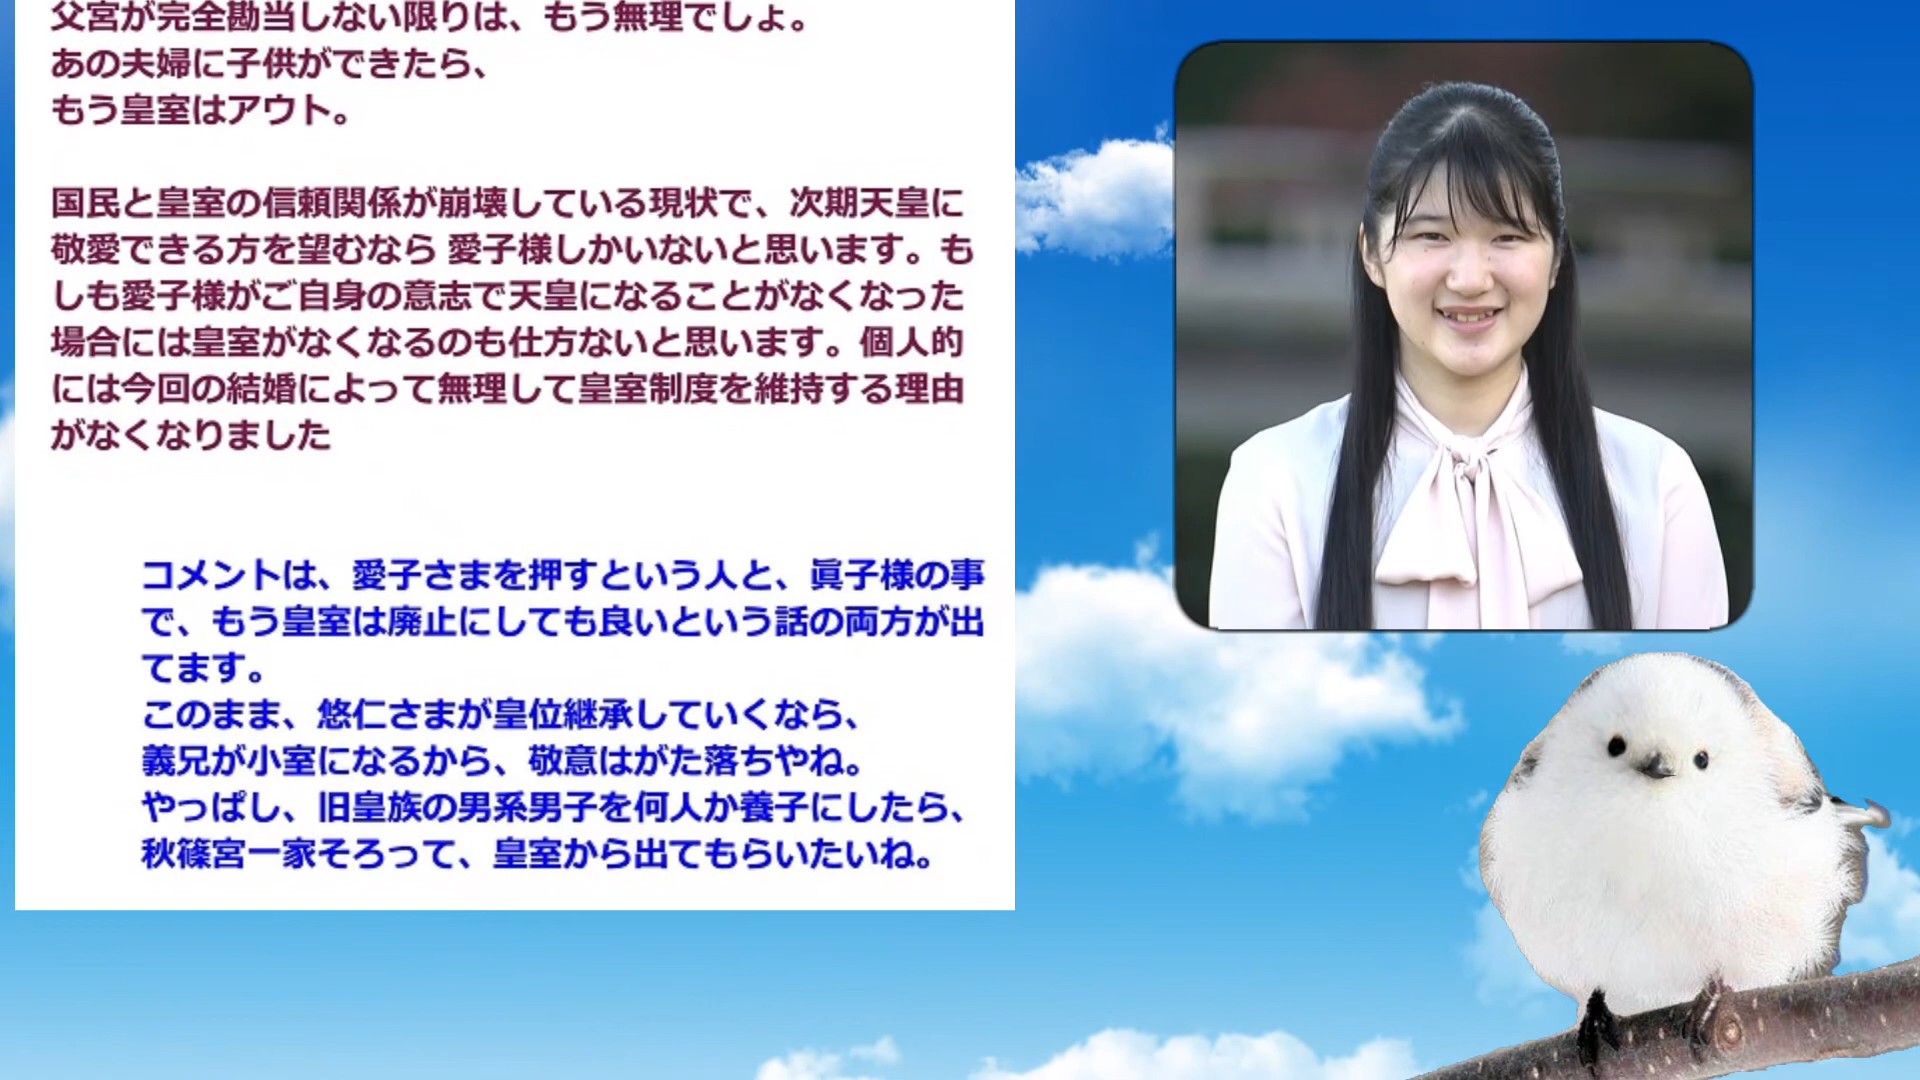 父宮が完全勘当しない限りは、もう無理でしょ。
あの夫婦に子供ができたら、
もう皇室はアウト。
国民と皇室の信頼関係が崩壊している現状で、次期天皇に
敬愛できる方を望むなら 愛子様しかいないと思います。も
しも愛子様がご自身の意志で天皇になることがなくなった
場合には皇室がなくなるのも仕方ないと思います。個人的
には今回の結婚によって無理して皇室制度を維持する理由
がなくなりました
コメントは、愛子さまを押すという人と、眞子様の事
で、もう皇室は廃止にしても良いという話の両方が出
てます。
このまま、悠仁さまが皇位継承していくなら、
義兄が小室になるから、敬意はがた落ちやね。
やっぱし、旧皇族の男系男子を何人か養子にしたら、
秋篠宮一家そろって、皇室から出てもらいたいね。